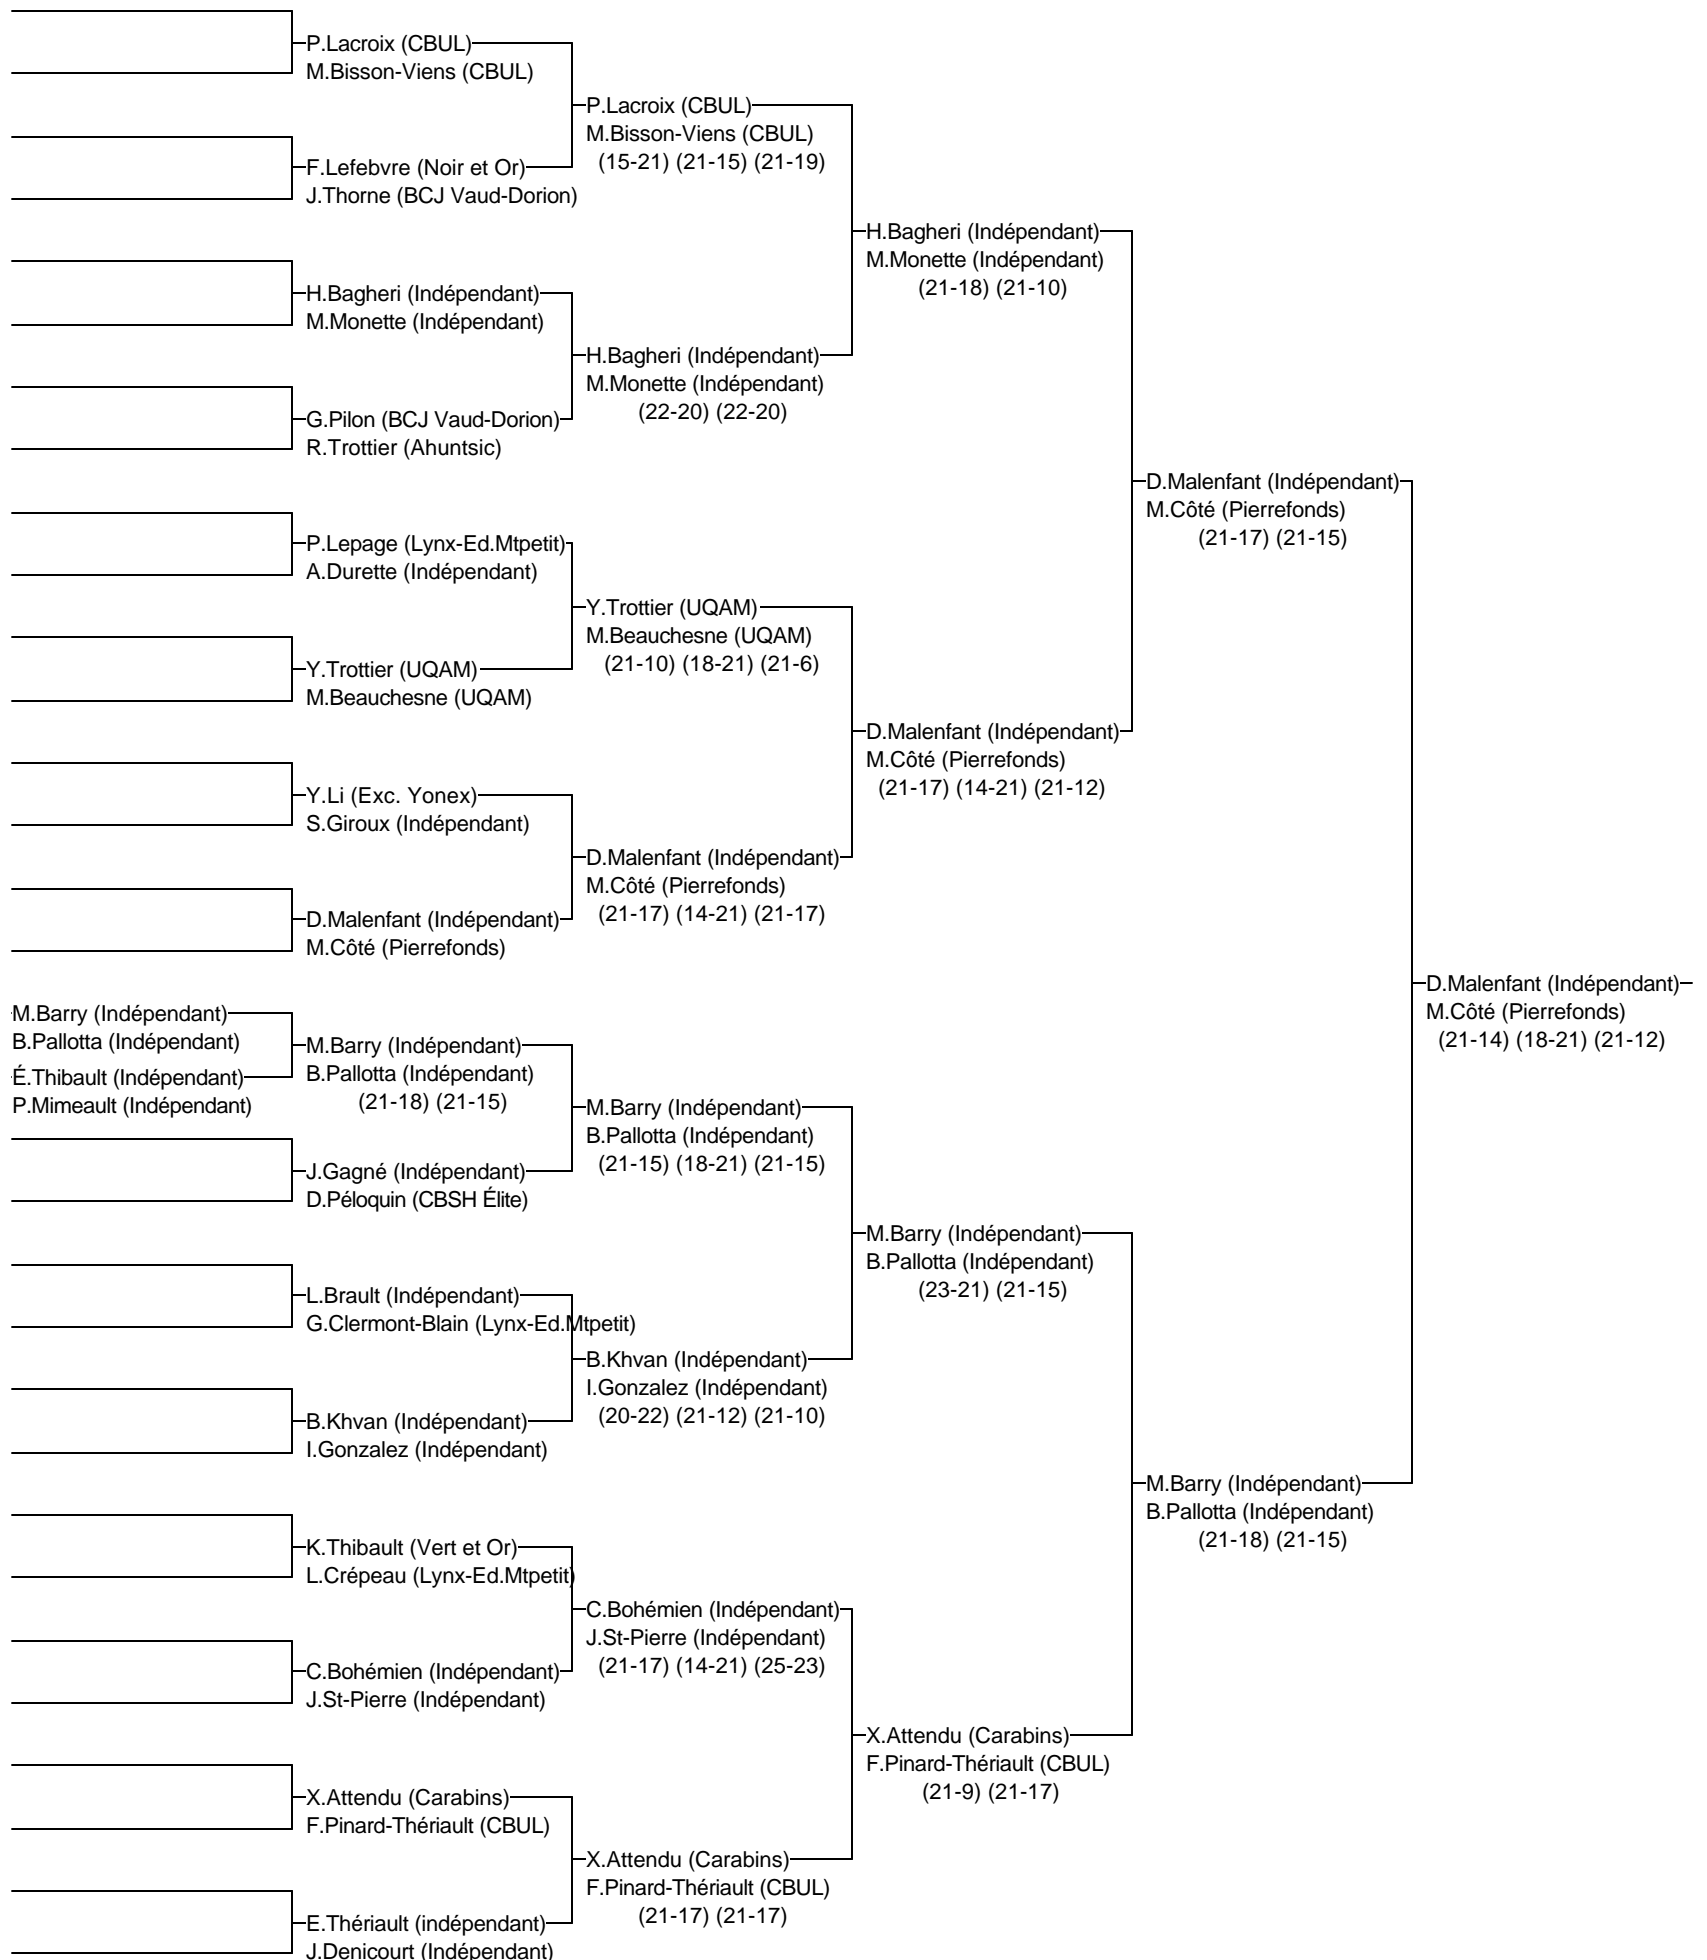 P.Lacroix (CBUL)
M.Bisson-Viens (CBUL)
F.Lefebvre (Noir et Or)
J.Thorne (BCJ Vaud-Dorion)
H.Bagheri (Indépendant)
M.Monette (Indépendant)
G.Pilon (BCJ Vaud-Dorion)
R.Trottier (Ahuntsic)
P.Lepage (Lynx-Ed.Mtpetit)
A.Durette (Indépendant)
Y.Trottier (UQAM)
M.Beauchesne (UQAM)
Y.Li (Exc. Yonex)
S.Giroux (Indépendant)
D.Malenfant (Indépendant)
M.Côté (Pierrefonds)
M.Barry (Indépendant)
B.Pallotta (Indépendant)
É.Thibault (Indépendant)
P.Mimeault (Indépendant)
M.Barry (Indépendant)
B.Pallotta (Indépendant)
(21-18) (21-15)
J.Gagné (Indépendant)
D.Péloquin (CBSH Élite)
L.Brault (Indépendant)
G.Clermont-Blain (Lynx-Ed.Mtpetit)
B.Khvan (Indépendant)
I.Gonzalez (Indépendant)
K.Thibault (Vert et Or)
L.Crépeau (Lynx-Ed.Mtpetit)
C.Bohémien (Indépendant)
J.St-Pierre (Indépendant)
X.Attendu (Carabins)
F.Pinard-Thériault (CBUL)
E.Thériault (indépendant)
J.Denicourt (Indépendant)
P.Lacroix (CBUL)
M.Bisson-Viens (CBUL)
(15-21) (21-15) (21-19)
H.Bagheri (Indépendant)
M.Monette (Indépendant)
(22-20) (22-20)
Y.Trottier (UQAM)
M.Beauchesne (UQAM)
(21-10) (18-21) (21-6)
D.Malenfant (Indépendant)
M.Côté (Pierrefonds)
(21-17) (14-21) (21-17)
M.Barry (Indépendant)
B.Pallotta (Indépendant)
(21-15) (18-21) (21-15)
B.Khvan (Indépendant)
I.Gonzalez (Indépendant)
(20-22) (21-12) (21-10)
C.Bohémien (Indépendant)
J.St-Pierre (Indépendant)
(21-17) (14-21) (25-23)
X.Attendu (Carabins)
F.Pinard-Thériault (CBUL)
(21-17) (21-17)
H.Bagheri (Indépendant)
M.Monette (Indépendant)
(21-18) (21-10)
D.Malenfant (Indépendant)
M.Côté (Pierrefonds)
(21-17) (14-21) (21-12)
M.Barry (Indépendant)
B.Pallotta (Indépendant)
(23-21) (21-15)
X.Attendu (Carabins)
F.Pinard-Thériault (CBUL)
(21-9) (21-17)
D.Malenfant (Indépendant)
M.Côté (Pierrefonds)
(21-17) (21-15)
M.Barry (Indépendant)
B.Pallotta (Indépendant)
(21-18) (21-15)
D.Malenfant (Indépendant)
M.Côté (Pierrefonds)
(21-14) (18-21) (21-12)